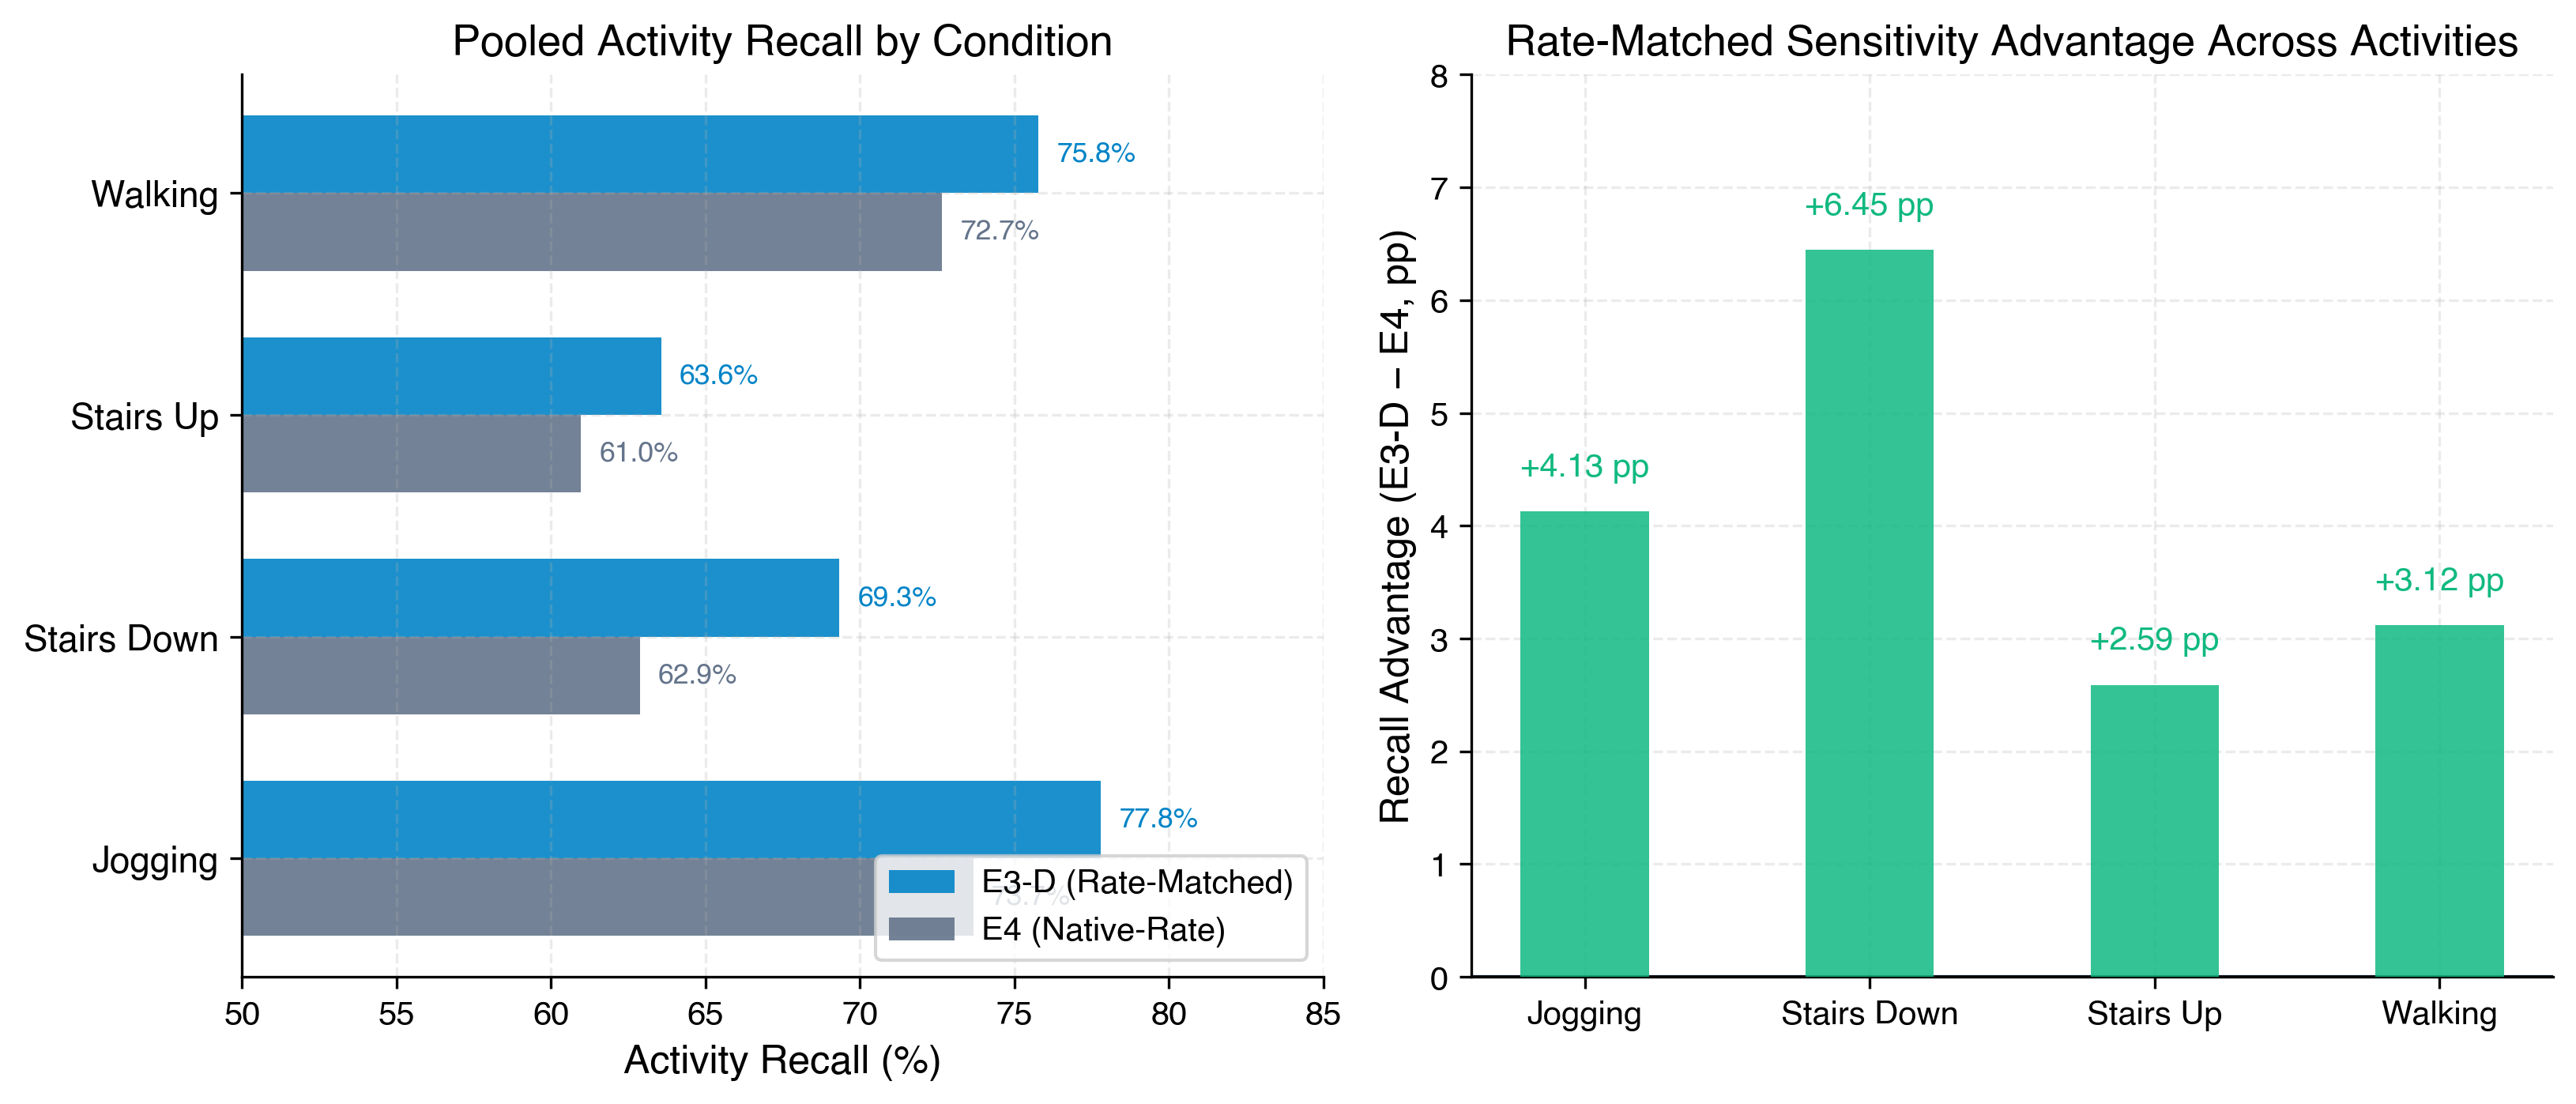 Pooled Activity Recall by Condition
Walking
75.8%
72.7%
Stairs Up
63.6%
61.0%
Stairs Down
69.3%
62.9%
Jogging
77.8%
73.7%
E3-D (Rate-Matched)
E4 (Native-Rate)
50 55 60 65 70 75 80 85
Activity Recall (%)
Rate-Matched Sensitivity Advantage Across Activities
Recall Advantage (E3-D – E4, pp)
8
7
6
5
4
3
2
1
0
+4.13 pp
+6.45 pp
+2.59 pp
+3.12 pp
Jogging Stairs Down Stairs Up Walking